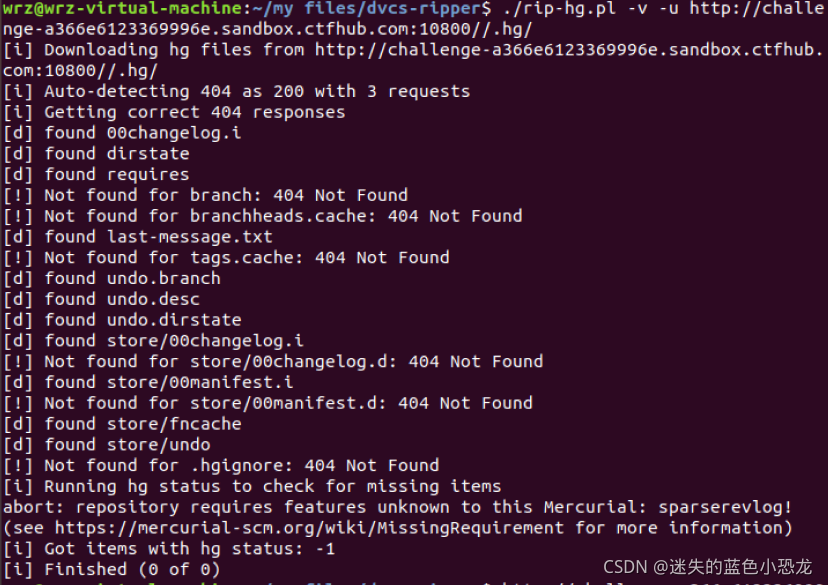 wrz@wrz-virtual-machine:~/my files/dvcs-ripper$ ./rip-hg.pl -v -u http://challe
nge-a366e6123369996e.sandbox.ctfhub.com:10800//.hg/
[i] Downloading hg files from http://challenge-a366e6123369996e.sandbox.ctfhub.
com:10800//.hg/
[i] Auto-detecting 404 as 200 with 3 requests
[i] Getting correct 404 responses
[d] found 00changelog.i
[d] found dirstate
[d] found requires
[!] Not found for branch: 404 Not Found
[!] Not found for branchheads.cache: 404 Not Found
[d] found last-message.txt
[!] Not found for tags.cache: 404 Not Found
[d] found undo.branch
[d] found undo.desc
[d] found undo.dirstate
[d] found store/00changelog.i
[!] Not found for store/00changelog.d: 404 Not Found
[d] found store/00manifest.i
[!] Not found for store/00manifest.d: 404 Not Found
[d] found store/fncache
[d] found store/undo
[!] Not found for .hgignore: 404 Not Found
[i] Running hg status to check for missing items
abort: repository requires features unknown to this Mercurial: sparserevlog!
(see https://mercurial-scm.org/wiki/MissingRequirement for more information)
[i] Got items with hg status: -1
[i] Finished (0 of 0)
CSDN @迷失的蓝色小恐龙